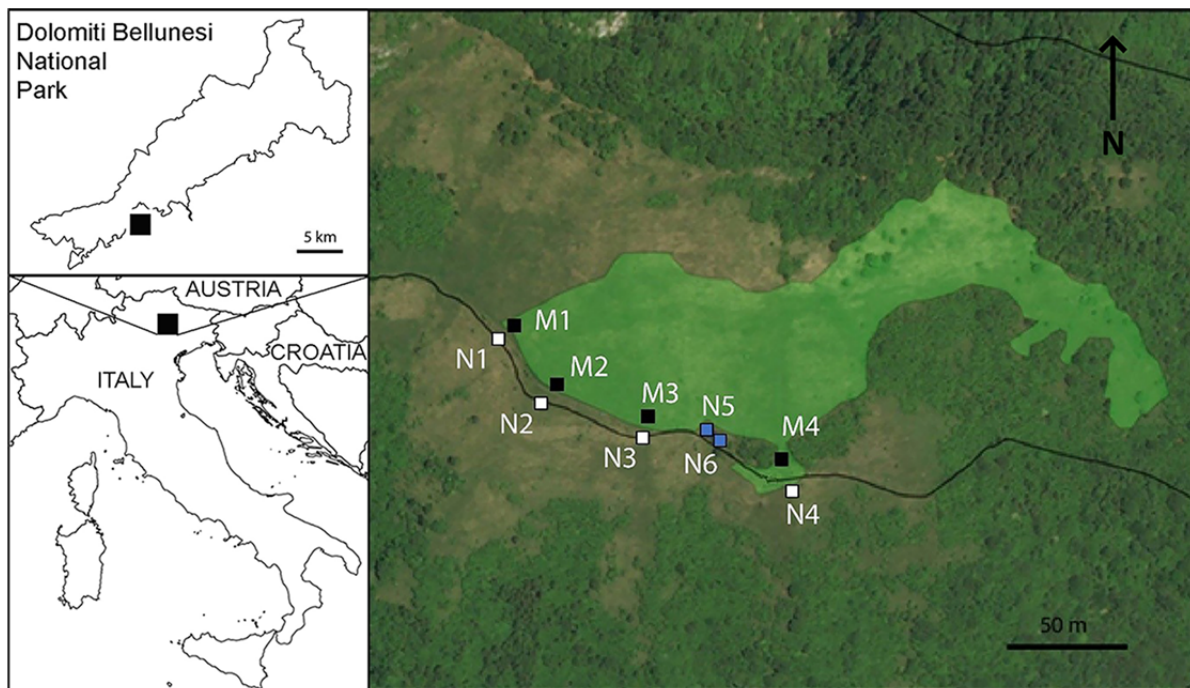 Dolomiti Bellunesi
National
Park
5 km
AUSTRIA
CROATIA
ITALY
N
M1
N1
M2
N2
M3
N5
N3
N6
M4
N4
50 m